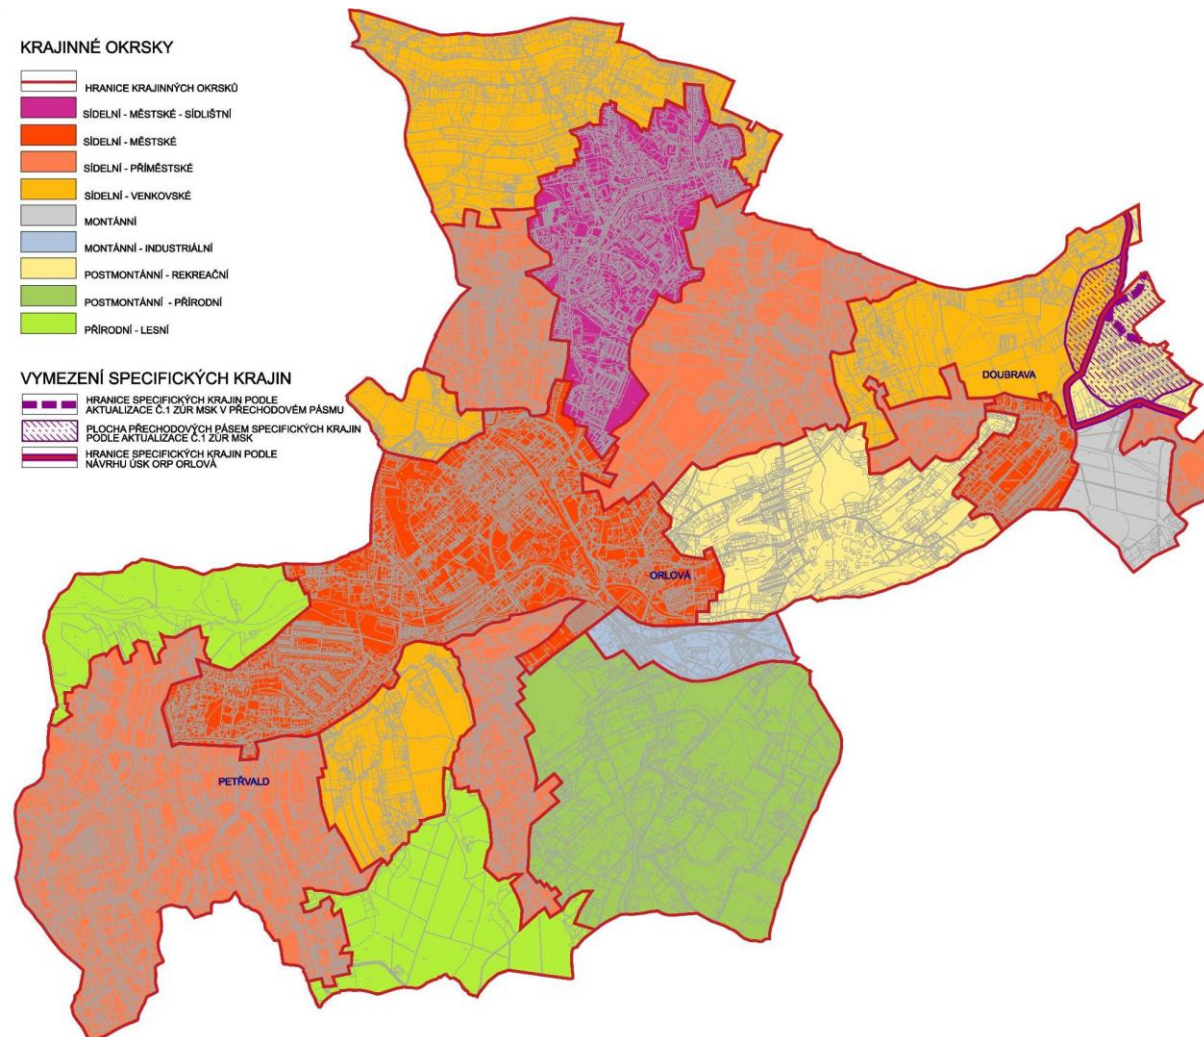 KRAJINNÉ OKRSKY
HRANICE KRAJINNÝCH OKRSKŮ
SÍDELNÍ - MĚSTSKÉ - SÍDLIŠTNÍ
SÍDELNÍ - MĚSTSKÉ
SÍDELNÍ - PŘÍMĚSTSKÉ
SÍDELNÍ - VENKOVSKÉ
MONTÁNNÍ
MONTÁNNÍ - INDUSTRIÁLNÍ
POSTMONTÁNNÍ - REKREAČNÍ
POSTMONTÁNNÍ - PŘÍRODNÍ
PŘÍRODNÍ - LESNÍ
VYMEZENÍ SPECIFICKÝCH KRAJIN
HRANICE SPECIFICKÝCH KRAJIN PODLE
AKTUALIZACE Č.1 ZÚR MSK V PŘECHODOVÉM PÁSMU
PLOCHA PŘECHODOVÝCH PÁSEM SPECIFICKÝCH KRAJIN
PODLE AKTUALIZACE Č.1 ZÚR MSK
HRANICE SPECIFICKÝCH KRAJIN PODLE
NÁVRHU ÚSK ORP ORLOVÁ
DOUBRAVA
ORLOVÁ
PETŘVALD